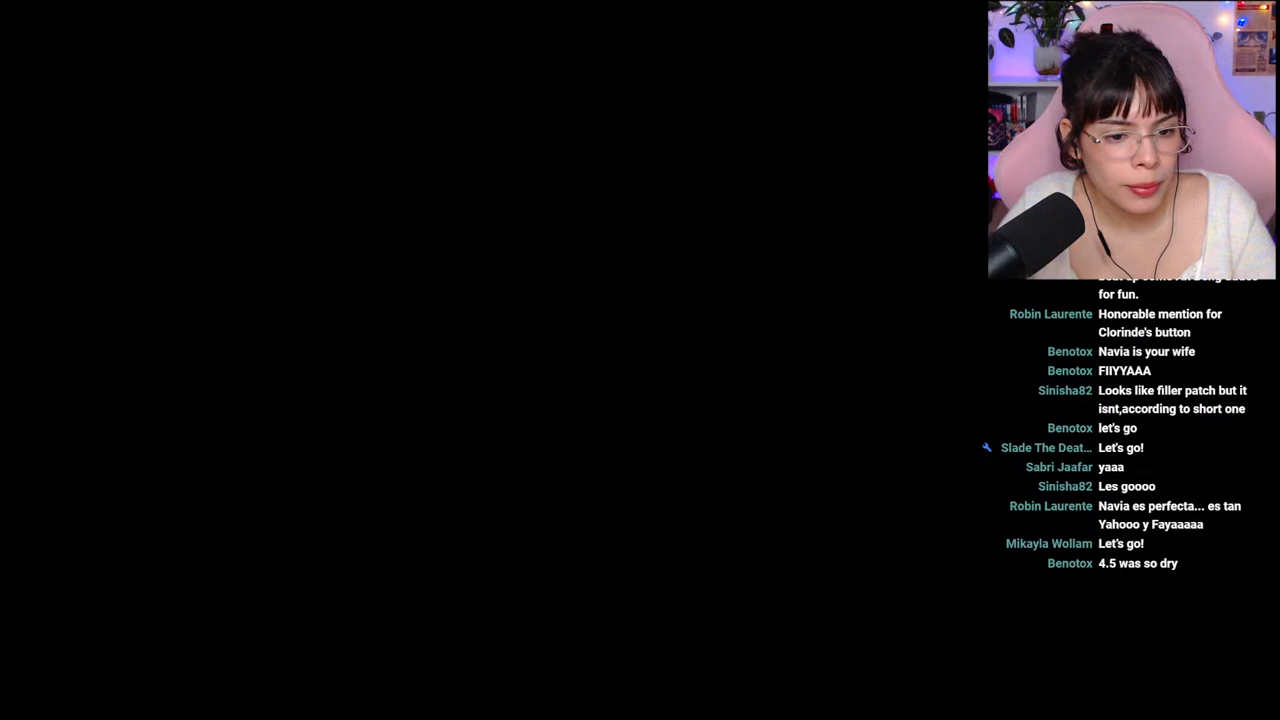 for fun.
Robin Laurente Honorable mention for
Clorinde's button
Benotox Navia is your wife
Benotox FIIYYAAA
Sinisha82 Looks like filler patch but it
isnt,according to short one
Benotox let's go
Slade The Deat... Let's go!
Sabri Jaafar yaaa
Sinisha82 Les goooo
Robin Laurente Navia es perfecta... es tan
Yahooo y Fayaaaaa
Mikayla Wollam Let's go!
Benotox 4.5 was so dry